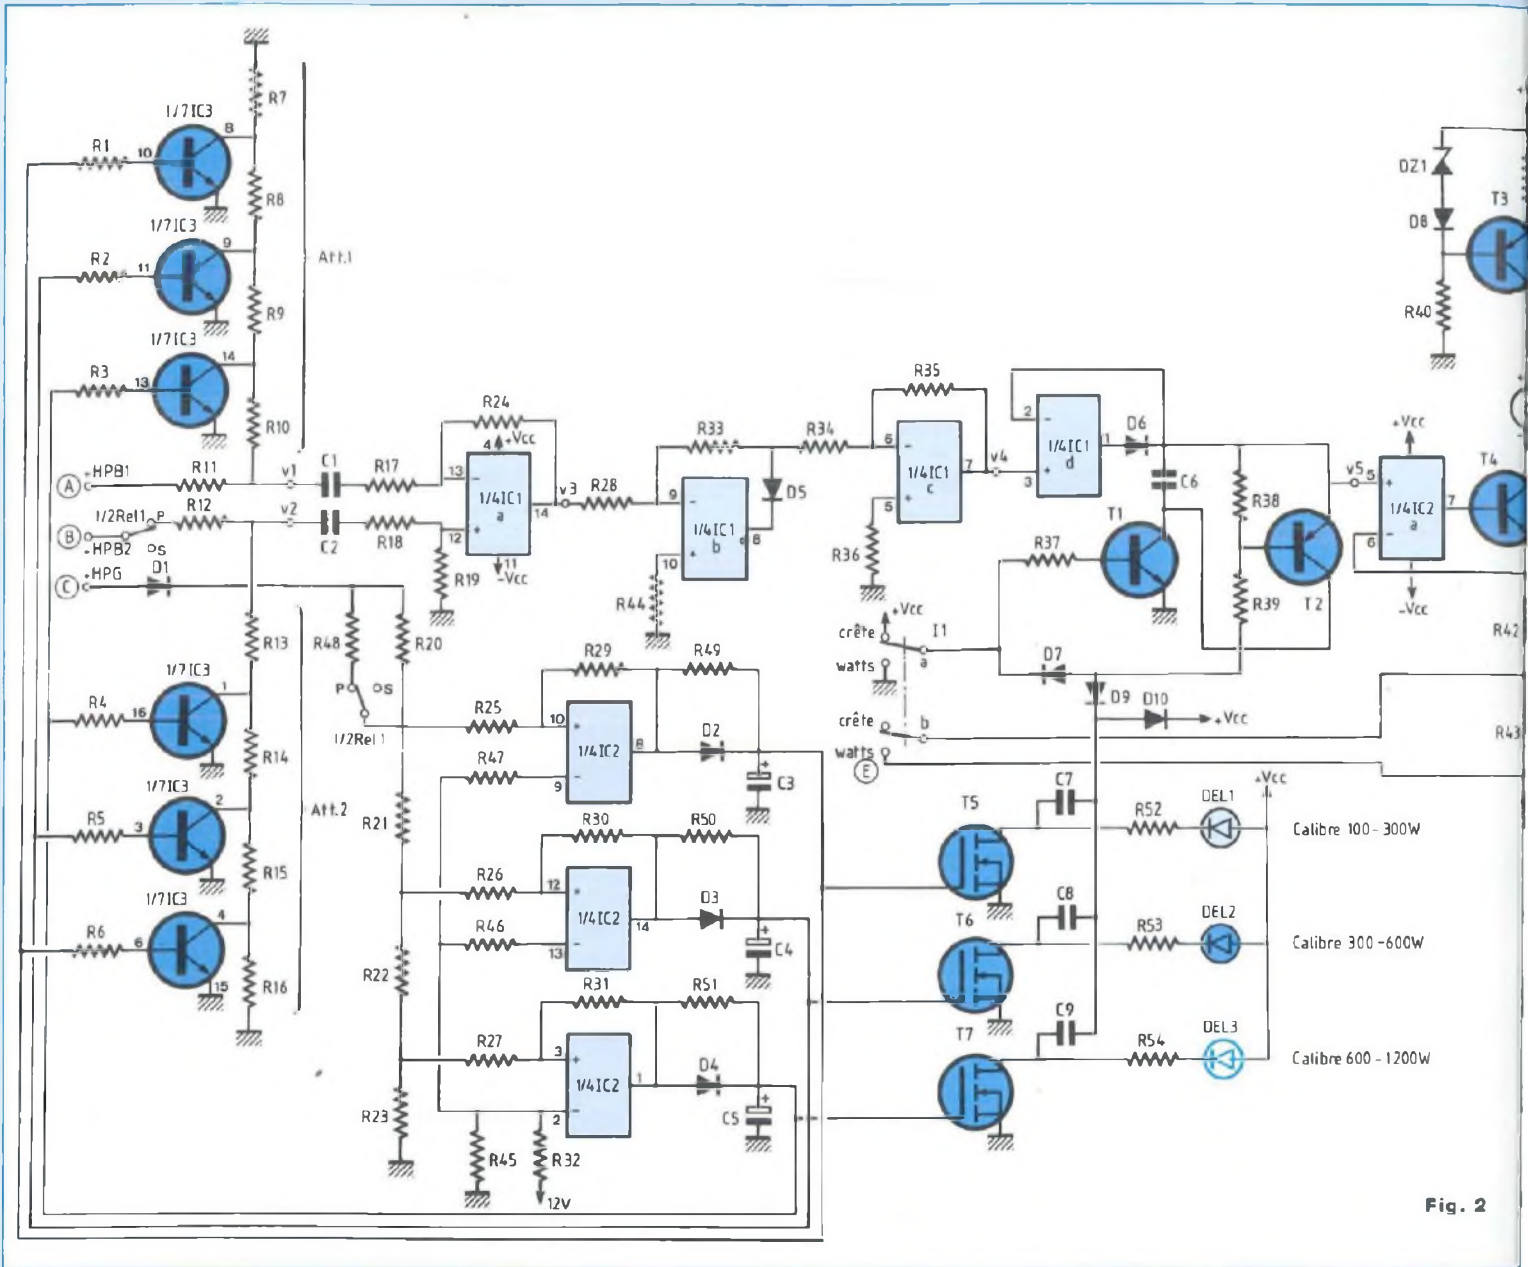 R7
1/7IC3
8
R1
10
R8
1/7IC3
9
R2
11
Att.1
R9
1/7IC3
14
R3
13
R10
A
+HPB1
R11
v1
C1
R17
R24
4
+Vcc
13
-
1/4IC1
a
14
v3
12
+
11
-Vcc
1/2Rel1
P
R12
v2
C2
R18
R19
B
-HPB2
S
C
+HPG
D1
R28
R33
9
-
1/4IC1
b
8
10
+
D5
R44
R34
R35
6
-
1/4IC1
c
7
v4
5
+
R36
2
-
1/4IC1
d
1
3
+
D6
C6
R38
v5
+Vcc
5
+
1/4IC2
a
7
6
-
-Vcc
T4
DZ1
D8
T3
R40
T1
R37
R39
T2
+Vcc
crête
I1
a
watts
D7
D9
D10
+Vcc
crête
b
watts
E
R42
R43
R13
R48
R20
P
S
1/2Rel1
1/7IC3
1
R4
16
R14
1/7IC3
2
R5
3
Att.2
R15
1/7IC3
4
R6
6
15
R16
R21
R22
R23
R29
R49
R25
10
+
1/4IC2
8
D2
R47
9
-
+
C3
R30
R50
R26
12
+
1/4IC2
14
D3
R46
13
-
+
C4
R31
R51
R27
3
+
1/4IC2
1
D4
2
-
+
C5
R45
R32
12V
T5
C7
R52
DEL1
+Vcc
Calibre 100-300W
T6
C8
R53
DEL2
Calibre 300-600W
T7
C9
R54
DEL3
Calibre 600-1200W
Fig. 2